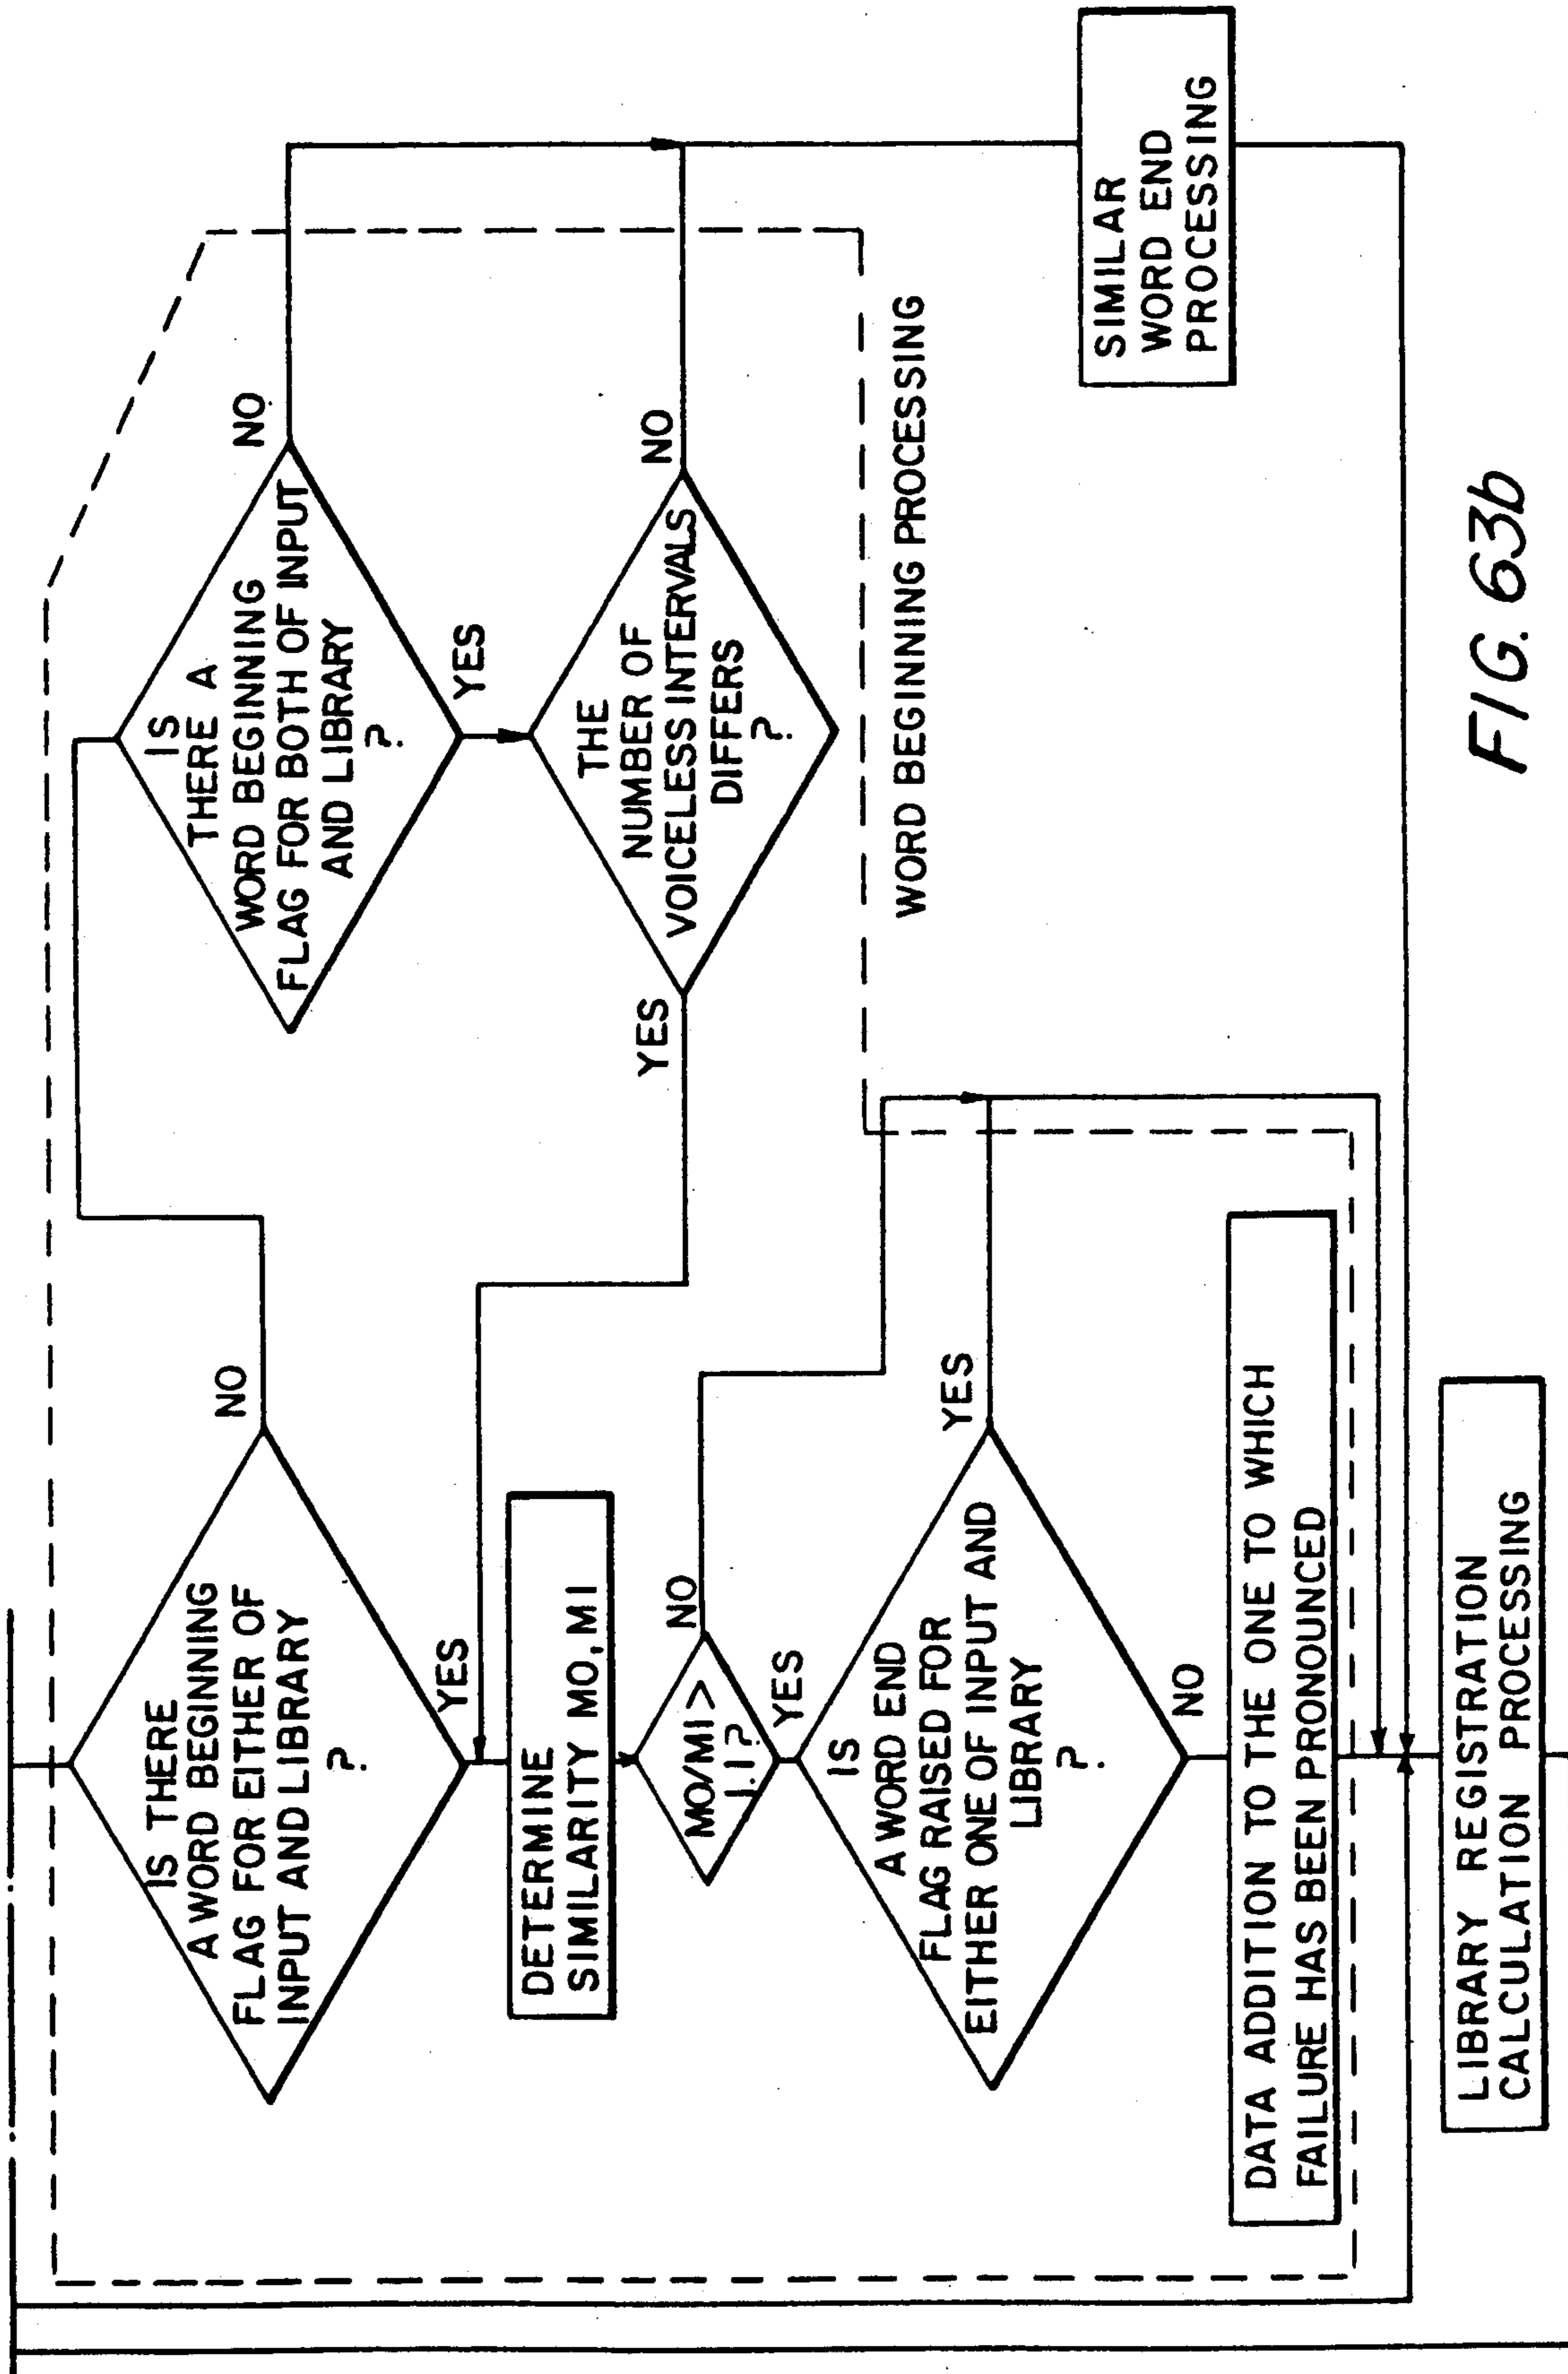 IS THERE
A WORD BEGINNING
FLAG FOR EITHER OF
INPUT AND LIBRARY
?
NO
YES
DETERMINE
SIMILARITY MO, MI
MO/MI >
1.1?
NO
YES
IS
A WORD END
FLAG RAISED FOR
EITHER ONE OF INPUT AND
LIBRARY
?
YES
NO
DATA ADDITION TO THE ONE TO WHICH
FAILURE HAS BEEN PRONOUNCED
LIBRARY REGISTRATION
CALCULATION PROCESSING
IS
THERE A
WORD BEGINNING
FLAG FOR BOTH OF INPUT
AND LIBRARY
?
NO
YES
THE
NUMBER OF
VOICELESS INTERVALS
DIFFERS
?
YES
NO
WORD BEGINNING PROCESSING
SIMILAR
WORD END
PROCESSING
FIG. 63b